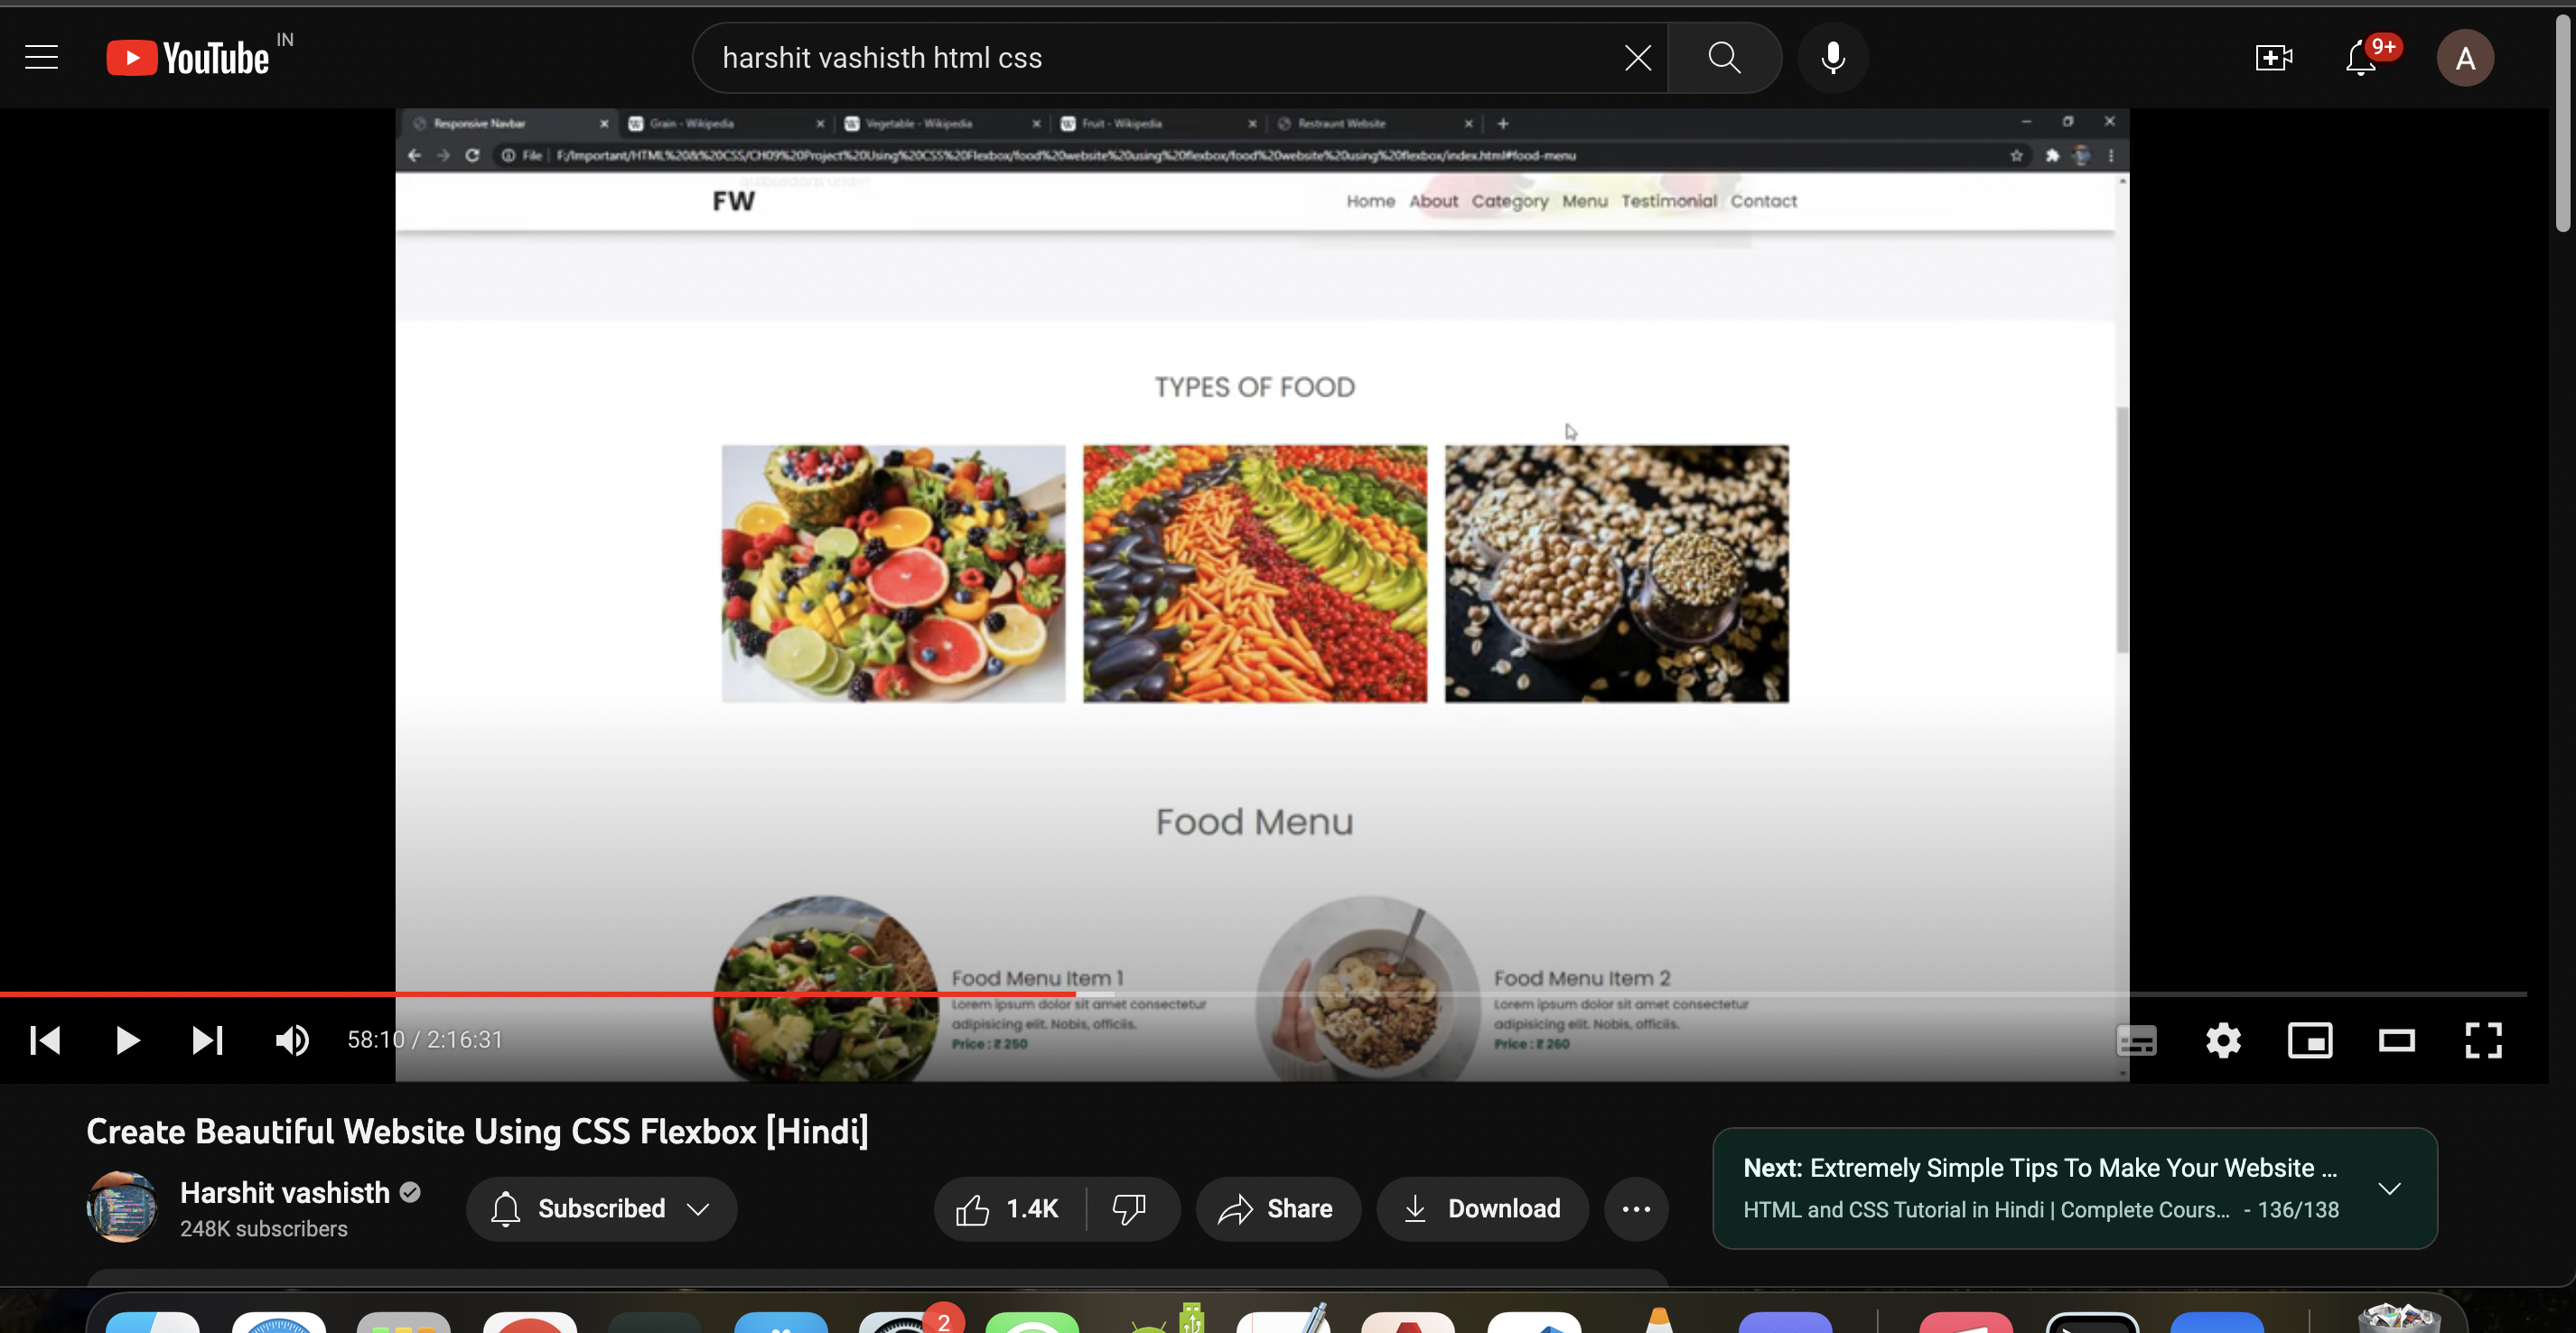 YouTube IN
harshit vashisth html css
9+
A
Responsive Navbar
Grain - Wikipedia
Vegetable - Wikipedia
Fruit - Wikipedia
Restraunt Website
File | F:/Important/HTML%20&%20CSS/CH09%20Project%20Using%20CSS%20Flexbox/food%20website%20using%20flexbox/food%20website%20using%20flexbox/index.html#food-menu
FW
Home About Category Menu Testimonial Contact
TYPES OF FOOD
Food Menu
Food Menu Item 1
Lorem ipsum dolor sit amet consectetur
adipisicing elit. Nobis, officiis.
Price : ₹ 250
Food Menu Item 2
Lorem ipsum dolor sit amet consectetur
adipisicing elit. Nobis, officiis.
Price : ₹ 260
58:10 / 2:16:31
Create Beautiful Website Using CSS Flexbox [Hindi]
Harshit vashisth
248K subscribers
Subscribed
1.4K
Share
Download
Next: Extremely Simple Tips To Make Your Website ...
HTML and CSS Tutorial in Hindi | Complete Cours... - 136/138
2